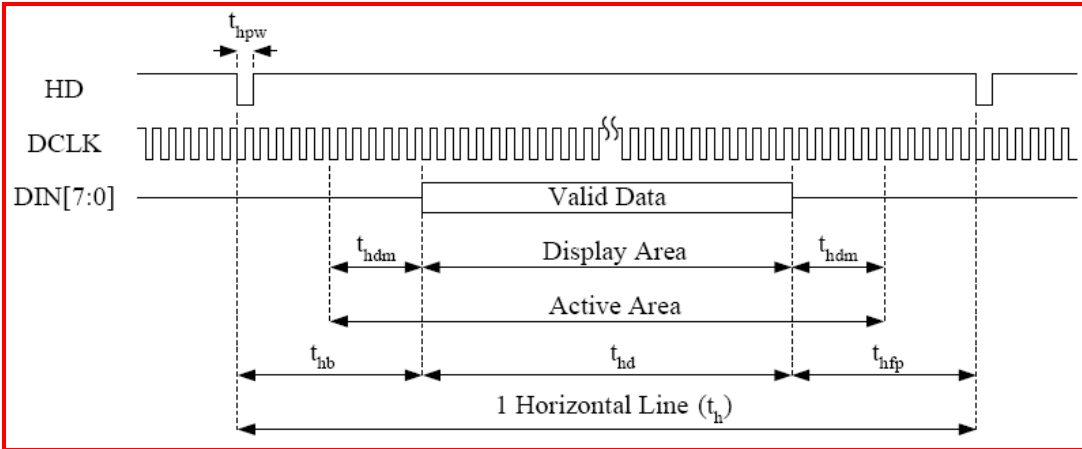 thpw
HD
DCLK
DIN[7:0]
Valid Data
thdm Display Area thdm
Active Area
thb thd thfp
1 Horizontal Line (th)